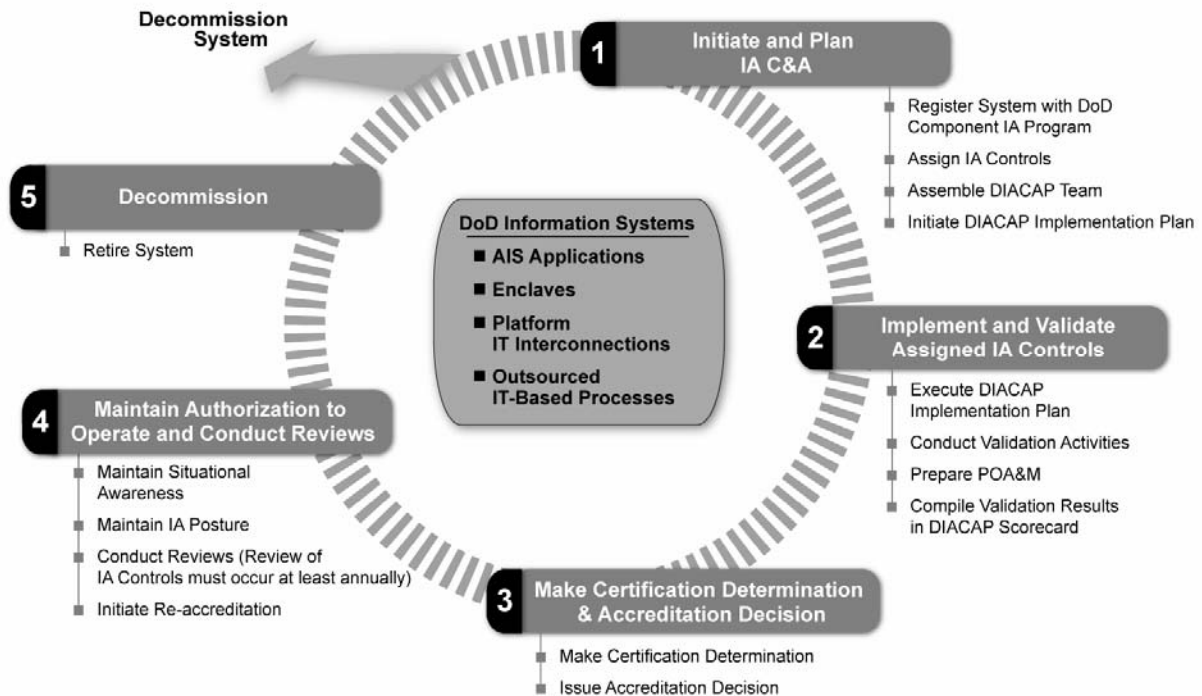 Decommission
System
1
Initiate and Plan
IA C&A
Register System with DoD
Component IA Program
Assign IA Controls
Assemble DIACAP Team
Initiate DIACAP Implementation Plan
5
Decommission
Retire System
DoD Information Systems
AIS Applications
Enclaves
Platform
IT Interconnections
Outsourced
IT-Based Processes
2
Implement and Validate
Assigned IA Controls
Execute DIACAP
Implementation Plan
Conduct Validation Activities
Prepare POA&M
Compile Validation Results
in DIACAP Scorecard
4
Maintain Authorization to
Operate and Conduct Reviews
Maintain Situational
Awareness
Maintain IA Posture
Conduct Reviews (Review of
IA Controls must occur at least annually)
Initiate Re-accreditation
3
Make Certification Determination
& Accreditation Decision
Make Certification Determination
Issue Accreditation Decision